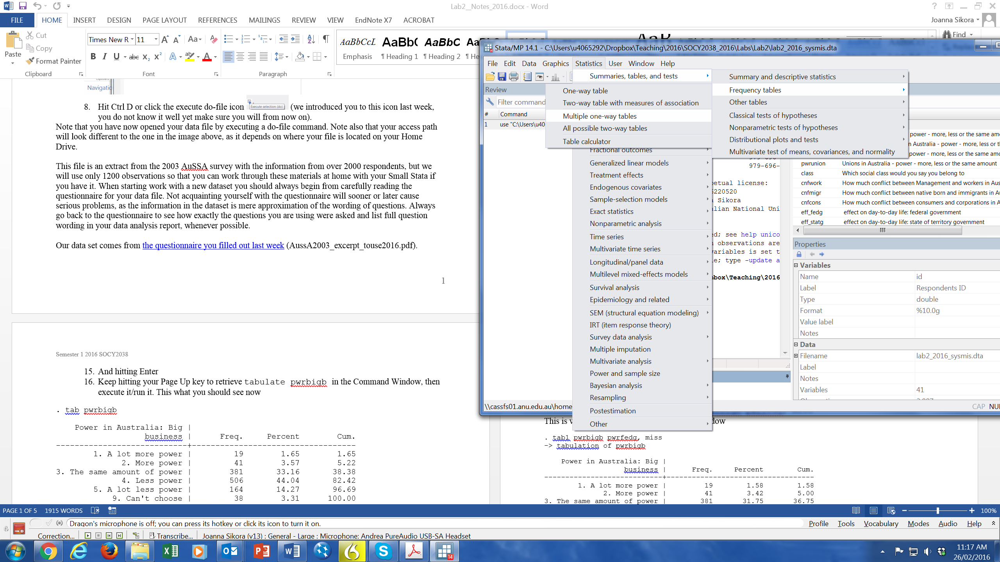 Lab2__Notes_2016.docx - Word
FILE HOME INSERT DESIGN PAGE LAYOUT REFERENCES MAILINGS REVIEW VIEW EndNote X7 ACROBAT
Joanna Sikora
Paste
Cut
Copy
Format Painter
Clipboard
Times New R 11
Font
Paragraph
AaBbCcL AaBbC AaBbC
Emphasis ¶ Heading 1 ¶ Heading 2 ¶ He
Find
Navigatio
8. Hit Ctrl D or click the execute do-file icon Execute selection (do) (we introduced you to this icon last week,
you do not know it well yet make sure you will from now on).
Note that you have now opened your data file by executing a do-file command. Note also that your access path
will look different to the one in the image above, as it depends on where your file is located on your Home
Drive.
This file is an extract from the 2003 AuSSA survey with the information from over 2000 respondents, but we
will use only 1200 observations so that you can work through these materials at home with your Small Stata if
you have it. When starting work with a new dataset you should always begin from carefully reading the
questionnaire for your data file. Not acquainting yourself with the questionnaire will sooner or later cause
serious problems, as the information in the dataset is mere approximation of the wording of questions. Always
go back to the questionnaire to see how exactly the questions you are using were asked and list full question
wording in your data analysis report, whenever possible.
Our data set comes from the questionnaire you filled out last week (AussA2003_excerpt_touse2016.pdf).
1
Semester 1 2016 SOCY2038
15. And hitting Enter
16. Keep hitting your Page Up key to retrieve tabulate pwrbigb in the Command Window, then
execute it/run it. This what you should see now
. tab pwrbigb
Power in Australia: Big |
business | Freq. Percent Cum.
1. A lot more power | 19 1.65 1.65
2. More power | 41 3.57 5.22
3. The same amount of power | 381 33.16 38.38
4. Less power | 506 44.04 82.42
5. A lot less power | 164 14.27 96.69
9. Can't choose | 38 3.31 100.00
Stata/MP 14.1 - C:\Users\u4065292\Dropbox\Teaching\2016\SOCY2038_2016\Labs\Lab2\lab2_2016_sysmis.dta
File Edit Data Graphics Statistics User Window Help
Review
Filter command
# Command
1 use "C:\Users\u40
Summaries, tables, and tests
Fractional outcomes
Generalized linear models
Treatment effects
Endogenous covariates
Sample-selection models
Exact statistics
Nonparametric analysis
Time series
Multivariate time series
Longitudinal/panel data
Multilevel mixed-effects models
Survival analysis
Epidemiology and related
SEM (structural equation modeling)
IRT (item response theory)
Survey data analysis
Multiple imputation
Multivariate analysis
Power and sample size
Bayesian analysis
Resampling
Postestimation
Other
One-way table
Two-way table with measures of association
Multiple one-way tables
All possible two-way tables
Table calculator
Summary and descriptive statistics
Frequency tables
Other tables
Classical tests of hypotheses
Nonparametric tests of hypotheses
Distributional plots and tests
Multivariate test of means, covariances, and normality
979-696-
petual license:
5220520
a Sikora
alian National Uni
ed; see help unico
n observations are
variables is set t
le; type -update a
pbox\Teaching\2016
power - more, less or the same amo
n Australia - power - more, less or th
power - more, less or the same amo
pwrunion Unions in Australia - power - more, less or the same amount
class Which social class would you say you belong to
cnfwork How much conflict between Management and workers in Aus
cnfmigr How much conflict between native born and immigrants in Au
cnfcons How much conflict between consumers and corporations in A
eff_fedg effect on day-to-day life: federal government
eff_statg effect on day-to-day life: state of territory government
Properties
Variables
Name id
Label Respondents ID
Type double
Format %10.0g
Value label
Notes
Data
Filename lab2_2016_sysmis.dta
Label
Notes
Variables 41
\\cassfs01.anu.edu.au\home
CAP NU
This is v
dow
. tab1 pwrbigb pwrfedg, miss
-> tabulation of pwrbigb
Power in Australia: Big |
business | Freq. Percent Cum.
1. A lot more power | 19 1.58 1.58
2. More power | 41 3.42 5.00
3. The same amount of power | 381 31.75 36.75
PAGE 1 OF 5 1915 WORDS
100%
Dragon's microphone is off; you can press its hotkey or click its icon to turn it on.
Profile Tools Vocabulary Modes Audio Help
Correction... Transcribe... Joanna Sikora (v13) : General - Large : Microphone: Andrea PureAudio USB-SA Headset
11:17 AM
26/02/2016